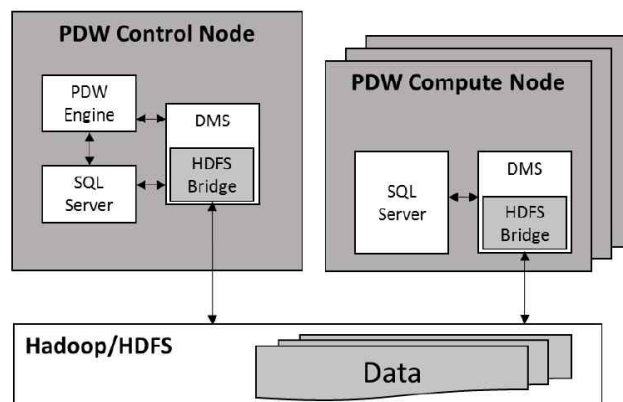 PDW Control Node
PDW
Engine
DMS
HDFS
Bridge
SQL
Server
PDW Compute Node
SQL
Server
DMS
HDFS
Bridge
Hadoop/HDFS
Data